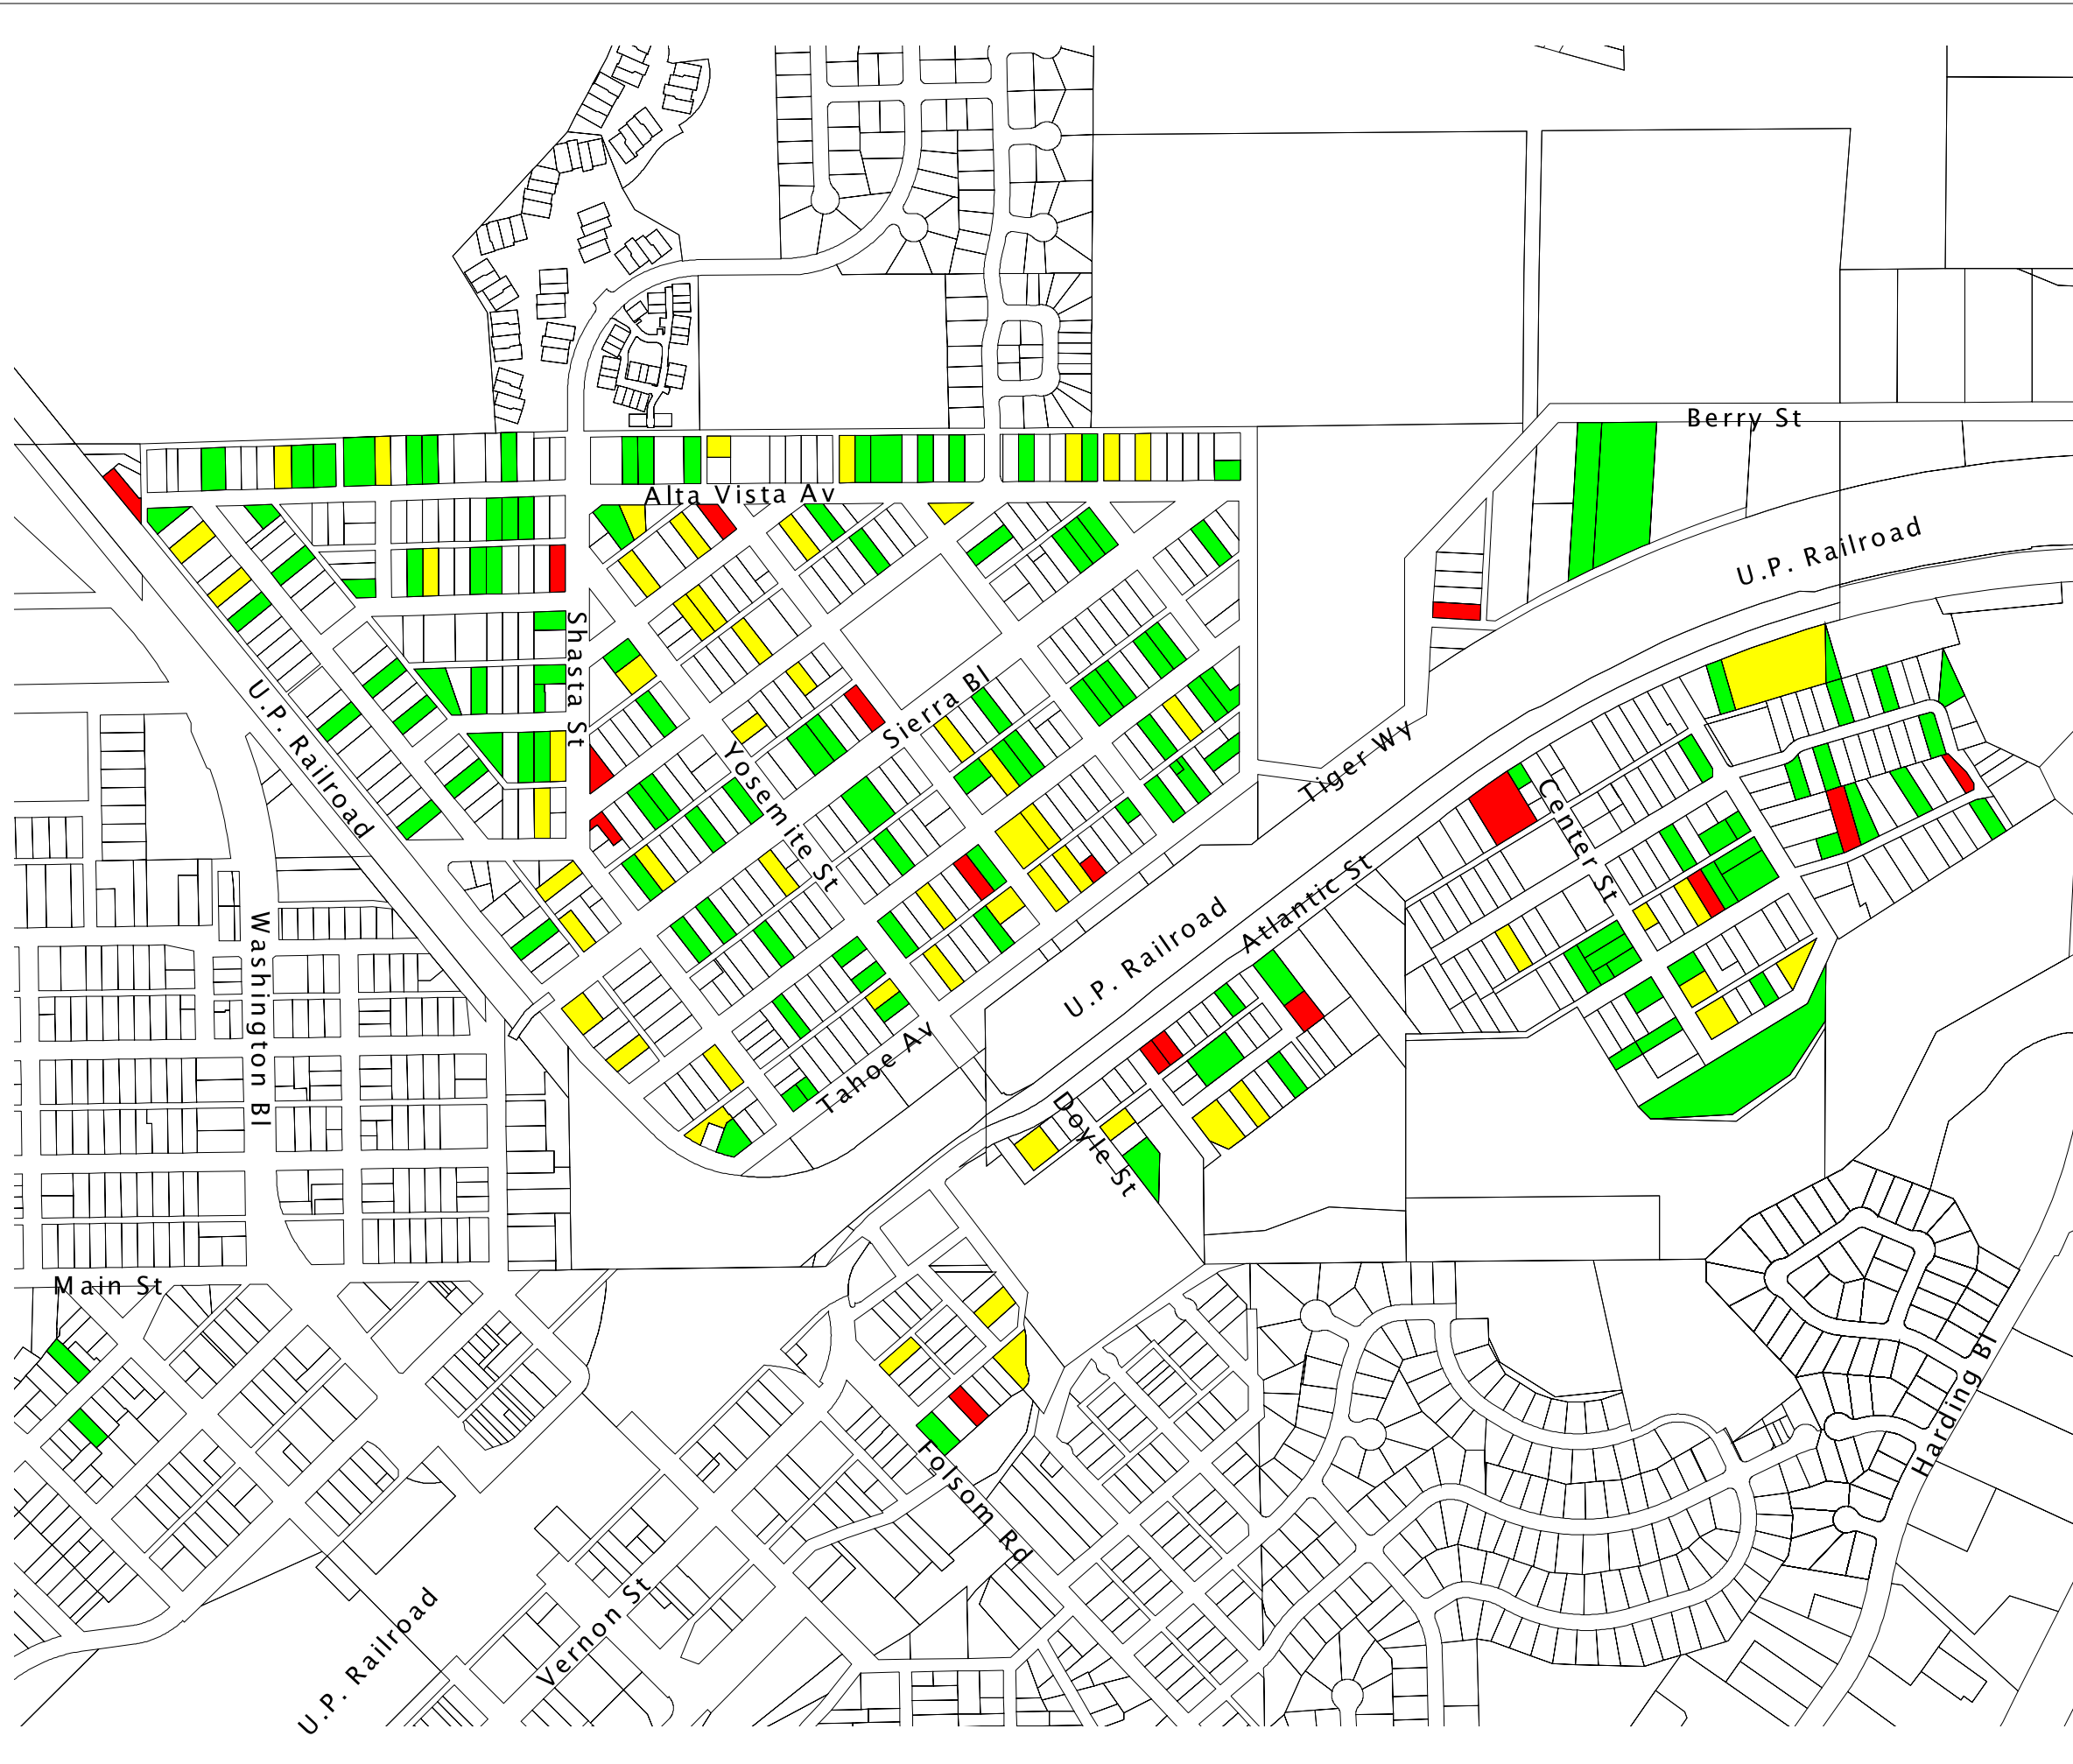 Berry St
Alta Vista Av
U.P. Railroad
Shasta St
Sierra Bl
U.P. Railroad
Yosemite St
Tiger Wy
Center St
Atlantic St
Washington Bl
U.P. Railroad
Tahoe Av
Doyle St
Main St
Harding Bl
Folsom Rd
Vernon St
U.P. Railroad